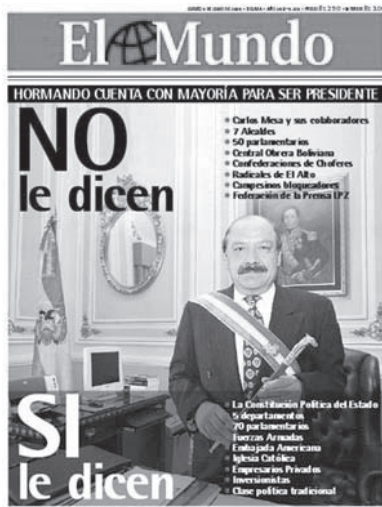 El Mundo
HORMANDO CUENTA CON MAYORÍA PARA SER PRESIDENTE
NO
le dicen
Carlos Mesa y sus colaboradores
7 Alcaldes
50 parlamentarios
Central Obrera Boliviana
Confederaciones de Choferes
Radicales de El Alto
Campesinos bloqueadores
Federación de la Prensa LPZ
SI
le dicen
La Constitución Política del Estado
5 departamentos
70 parlamentarios
Fuerzas Armadas
Embajada Americana
Iglesia Católica
Empresarios Privados
Inversionistas
Clase política tradicional